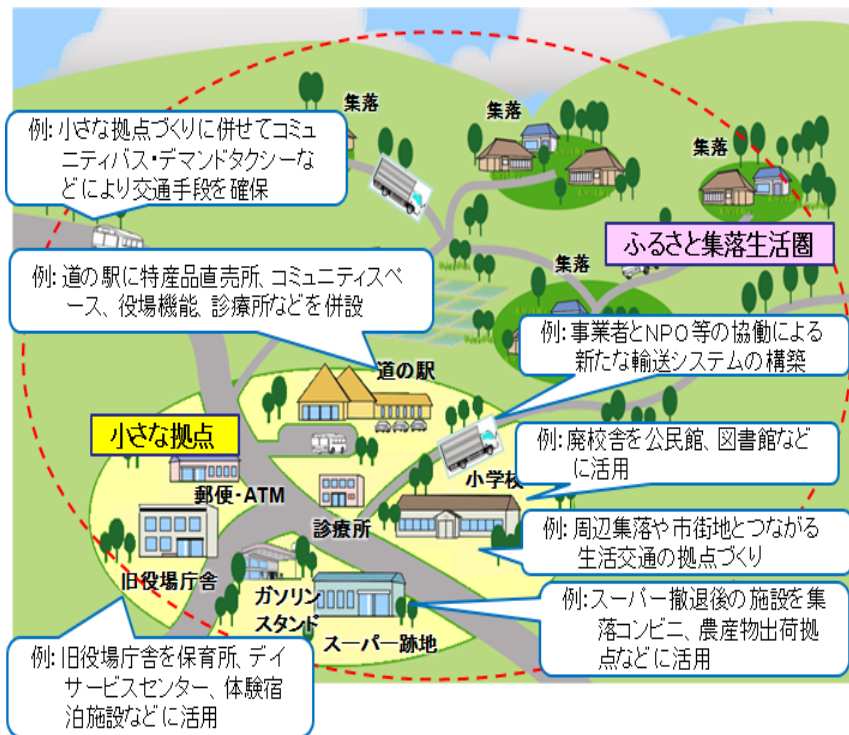 集落
集落
集落
例：小さな拠点づくりに併せてコミュ
ニティバス・デマンドタクシーな
どにより交通手段を確保
ふるさと集落生活圏
集落
例：道の駅に特産品直売所、コミュニティスペ
ース、役場機能、診療所などを併設
例：事業者とNPO等の協働による
新たな輸送システムの構築
道の駅
小さな拠点
例：廃校舎を公民館、図書館など
に活用
小学校
郵便・ATM
診療所
例：周辺集落や市街地とつながる
生活交通の拠点づくり
旧役場庁舎
ガソリン
スタンド
スーパー跡地
例：スーパー撤退後の施設を集
落コンビニ、農産物出荷拠
点などに活用
例：旧役場庁舎を保育所、デイ
サービスセンター、体験宿
泊施設などに活用